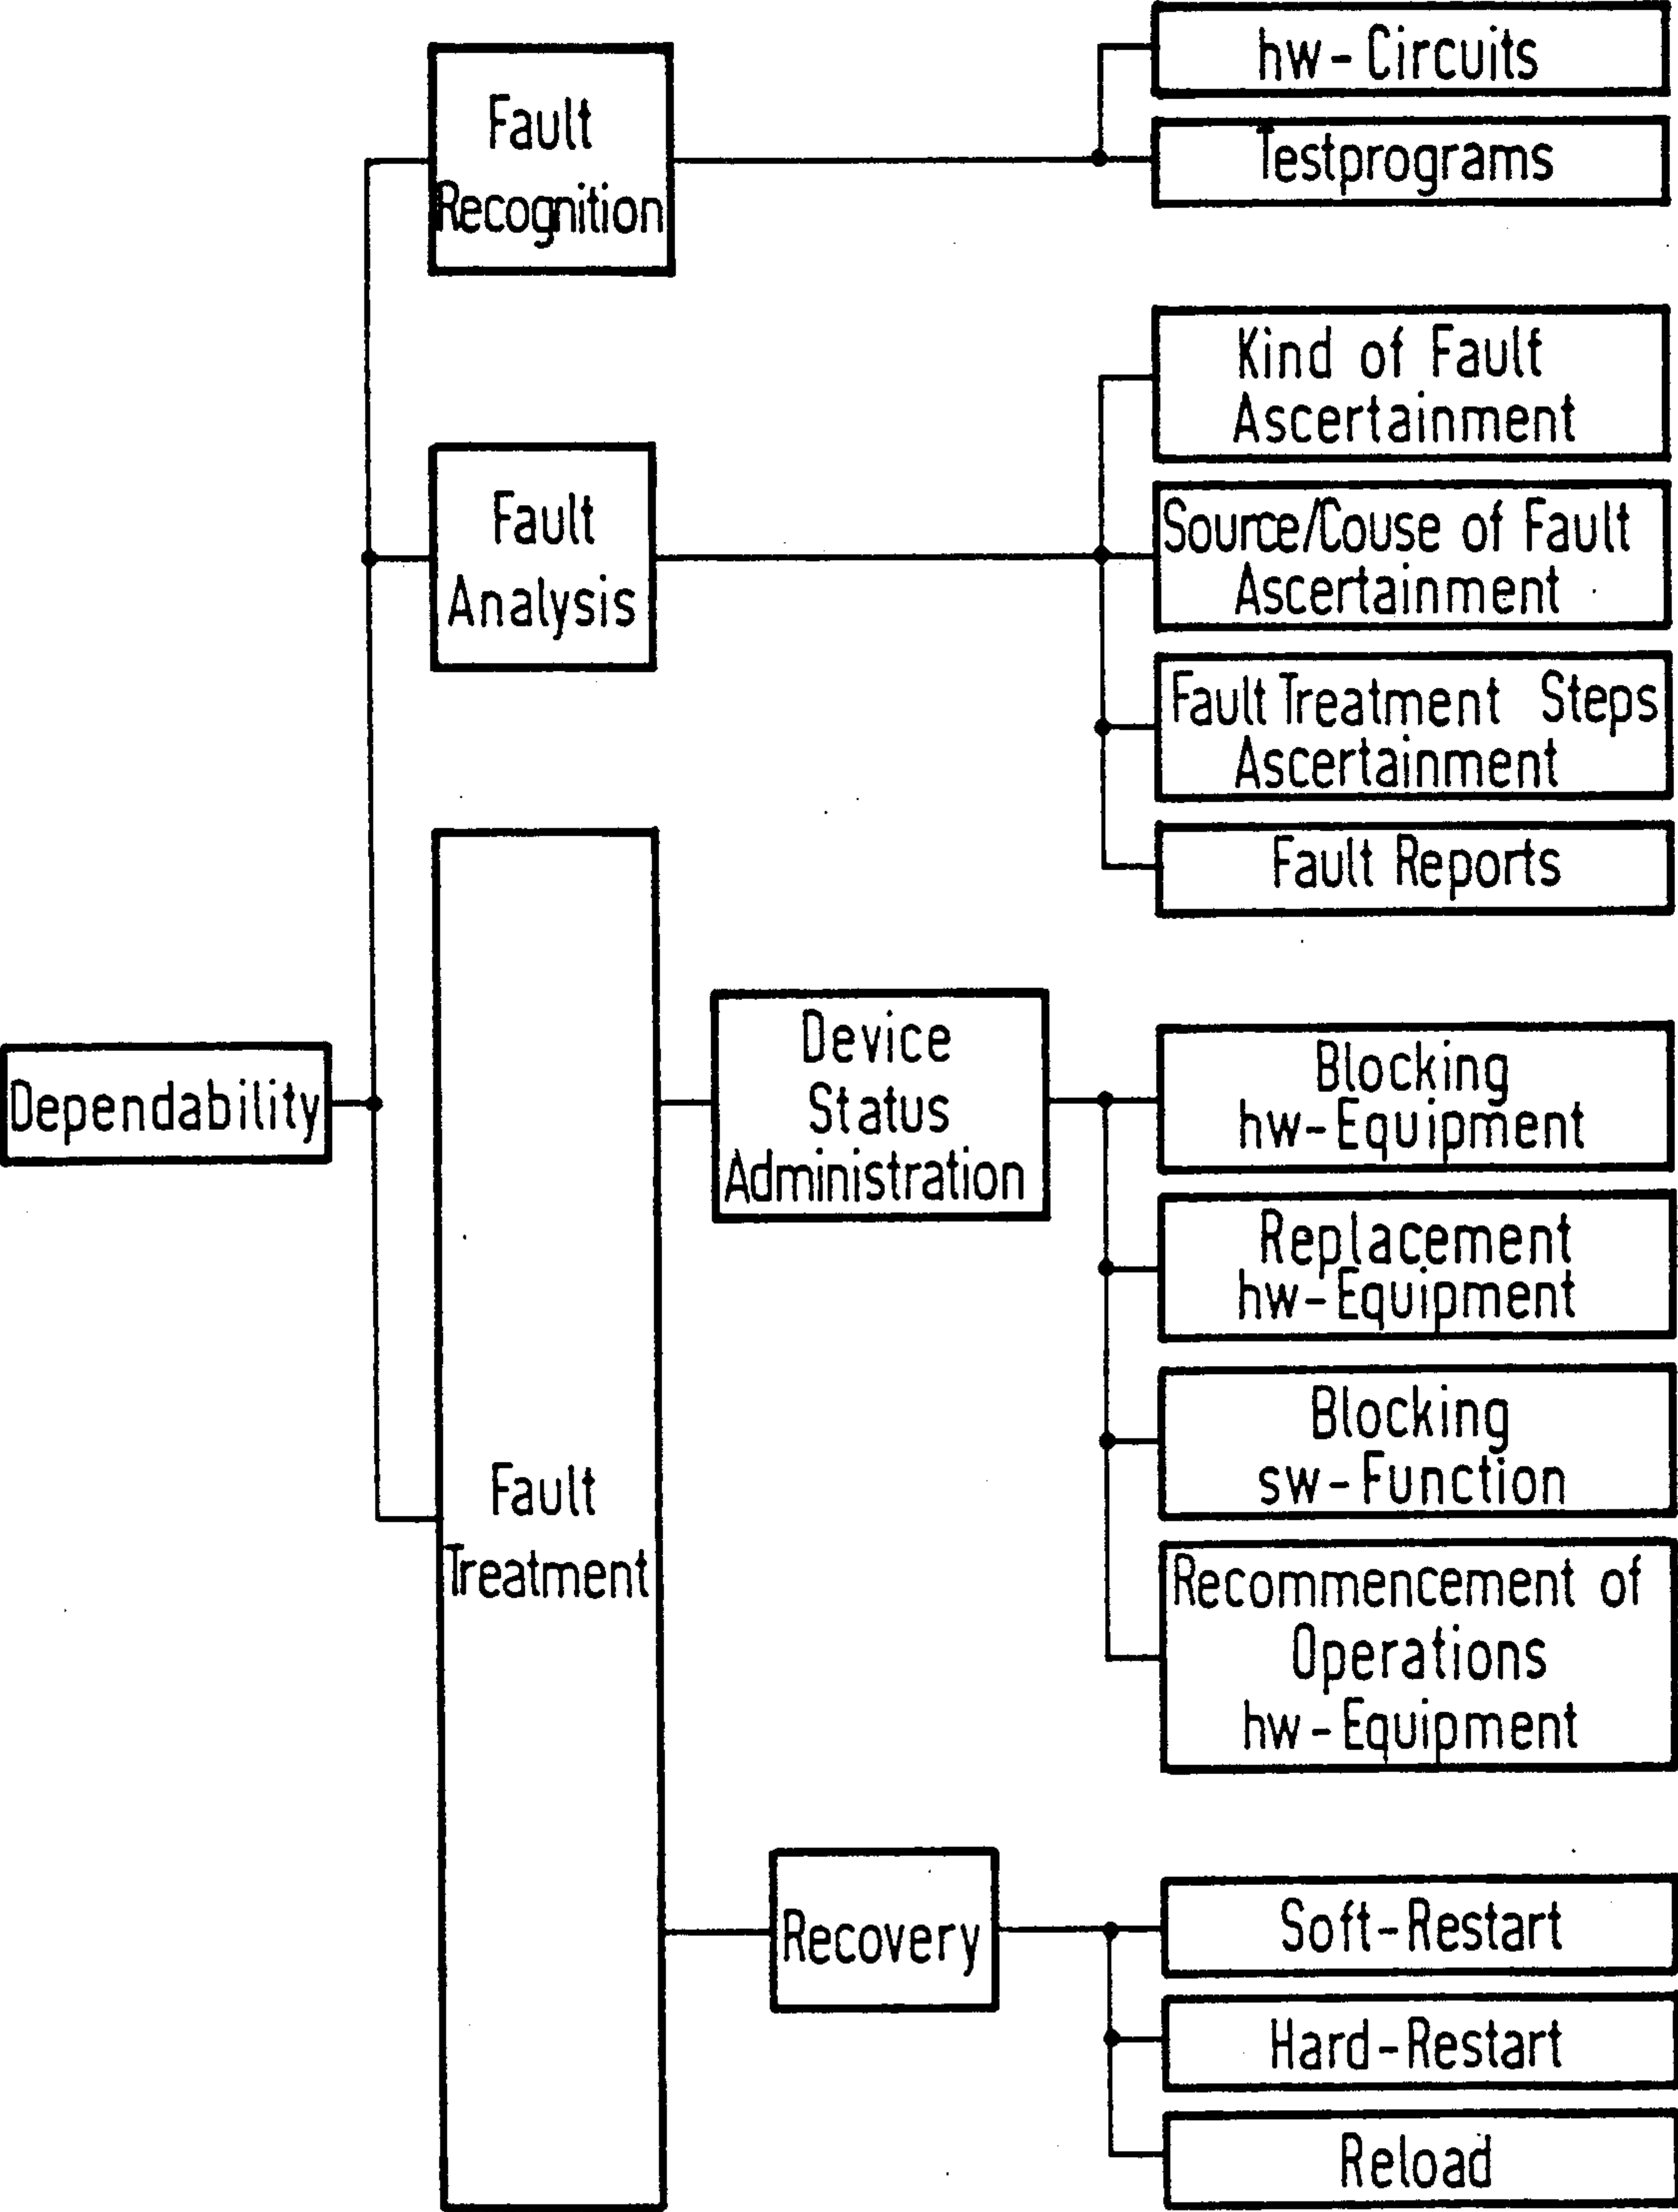 hw-Circuits
Testprograms
Fault
Recognition
Kind of Fault
Ascertainment
Fault
Analysis
Source/Couse of Fault
Ascertainment
Fault Treatment Steps
Ascertainment
Fault Reports
Dependability
Fault
Treatment
Device
Status
Administration
Blocking
hw-Equipment
Replacement
hw-Equipment
Blocking
sw-Function
Recommencement of
Operations
hw-Equipment
Recovery
Soft-Restart
Hard-Restart
Reload